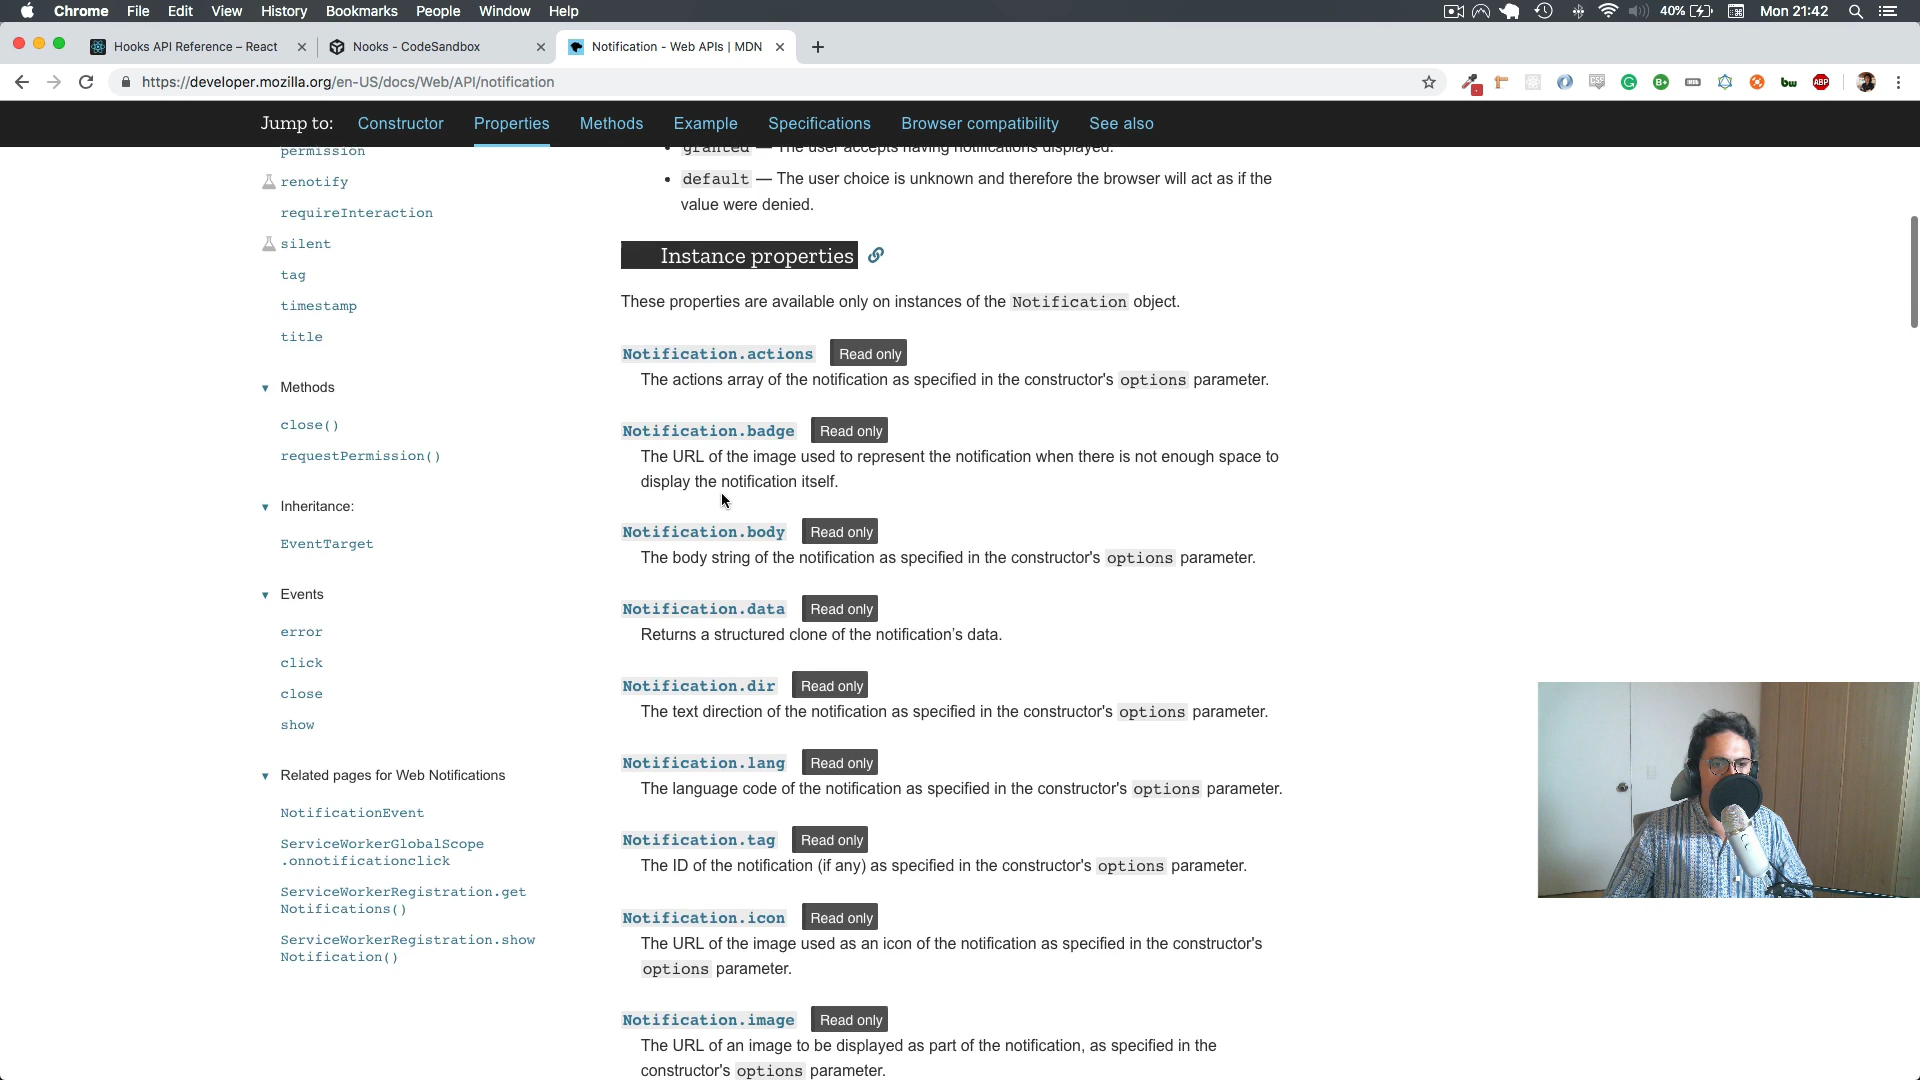 Chrome File Edit View History Bookmarks People Window Help 40% Mon 21:42
Hooks API Reference – React Nooks - CodeSandbox Notification - Web APIs | MDN
https://developer.mozilla.org/en-US/docs/Web/API/notification
Jump to: Constructor Properties Methods Example Specifications Browser compatibility See also
permission
renotify
requireInteraction
silent
tag
timestamp
title
Methods
close()
requestPermission()
Inheritance:
EventTarget
Events
error
click
close
show
Related pages for Web Notifications
NotificationEvent
ServiceWorkerGlobalScope
.onnotificationclick
ServiceWorkerRegistration.get
Notifications()
ServiceWorkerRegistration.show
Notification()
granted — The user accepts having notifications displayed.
default — The user choice is unknown and therefore the browser will act as if the
value were denied.
Instance properties
These properties are available only on instances of the Notification object.
Notification.actions Read only
The actions array of the notification as specified in the constructor's options parameter.
Notification.badge Read only
The URL of the image used to represent the notification when there is not enough space to
display the notification itself.
Notification.body Read only
The body string of the notification as specified in the constructor's options parameter.
Notification.data Read only
Returns a structured clone of the notification’s data.
Notification.dir Read only
The text direction of the notification as specified in the constructor's options parameter.
Notification.lang Read only
The language code of the notification as specified in the constructor's options parameter.
Notification.tag Read only
The ID of the notification (if any) as specified in the constructor's options parameter.
Notification.icon Read only
The URL of the image used as an icon of the notification as specified in the constructor's
options parameter.
Notification.image Read only
The URL of an image to be displayed as part of the notification, as specified in the
constructor's options parameter.